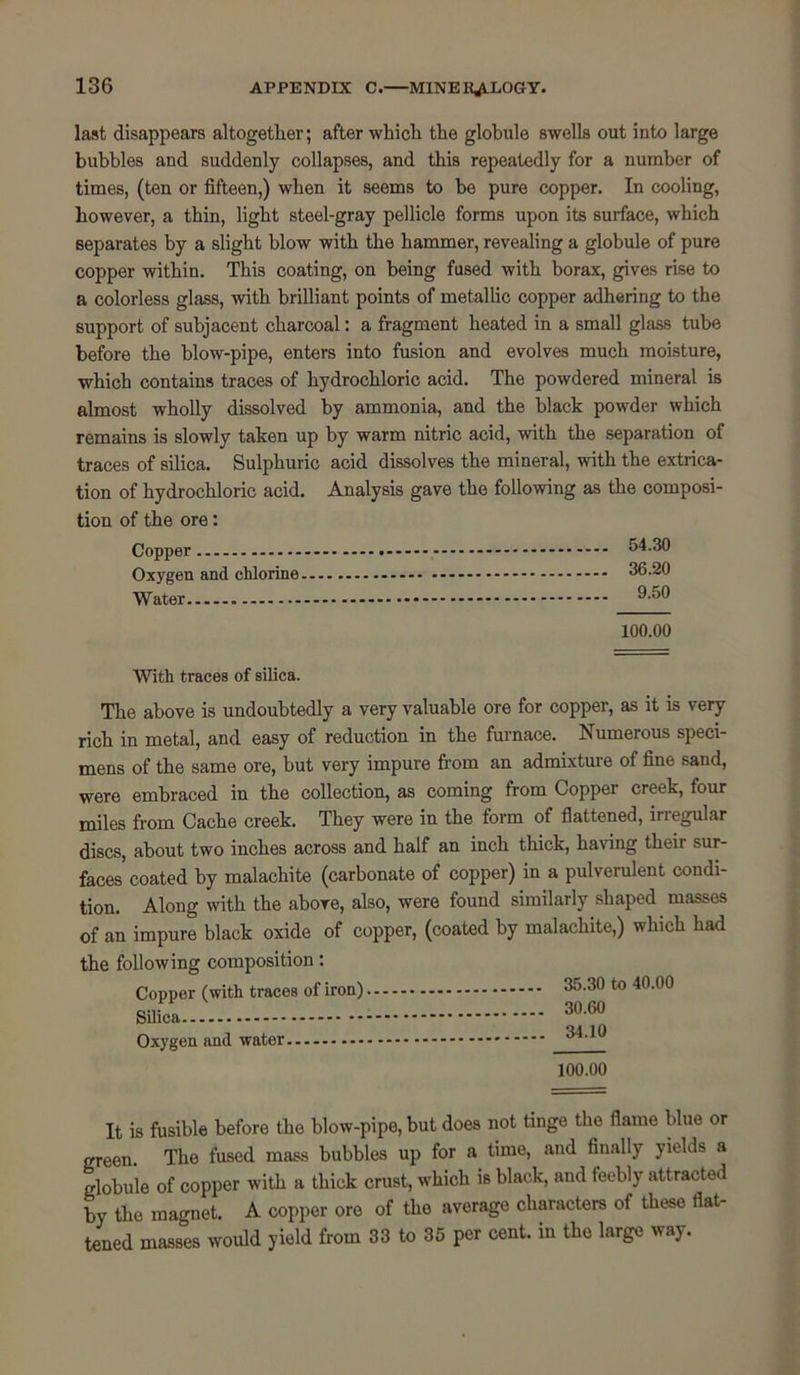 136 APPENDIX C.—MINERALOGY.
last disappears altogether; after which the globule swells out into large
bubbles and suddenly collapses, and this repeatedly for a number of
times, (ten or fifteen,) when it seems to be pure copper. In cooling,
however, a thin, light steel-gray pellicle forms upon its surface, which
separates by a slight blow with the hammer, revealing a globule of pure
copper within. This coating, on being fused with borax, gives rise to
a colorless glass, with brilliant points of metallic copper adhering to the
support of subjacent charcoal: a fragment heated in a small glass tube
before the blow-pipe, enters into fusion and evolves much moisture,
which contains traces of hydrochloric acid. The powdered mineral is
almost wholly dissolved by ammonia, and the black powder which
remains is slowly taken up by warm nitric acid, with the separation of
traces of silica. Sulphuric acid dissolves the mineral, with the extrica-
tion of hydrochloric acid. Analysis gave the following as the composi-
tion of the ore:
Copper 54.30
Oxygen and chlorine 36.20
Water 9.50
100.00
With traces of silica.
The above is undoubtedly a very valuable ore for copper, as it is very
rich in metal, and easy of reduction in the furnace. Numerous speci-
mens of the same ore, but very impure from an admixture of fine sand,
were embraced in the collection, as coming from Copper creek, four
miles from Cache creek. They were in the form of flattened, irregular
discs, about two inches across and half an inch thick, having their sur-
faces coated by malachite (carbonate of copper) in a pulverulent condi-
tion. Along with the above, also, were found similarly shaped masses
of an impure black oxide of copper, (coated by malachite,) which had
the following composition:
Copper (with traces of iron) 35.30 to 40.00
Silica 30.60
Oxygen and water 34.10
100.00
It is fusible before the blow-pipe, but does not tinge the flame blue or
green. The fused mass bubbles up for a time, and finally yields a
globule of copper with a thick crust, which is black, and feebly attracted
by the magnet. A copper ore of the average characters of these flat-
tened masses would yield from 33 to 35 per cent. in the large way.